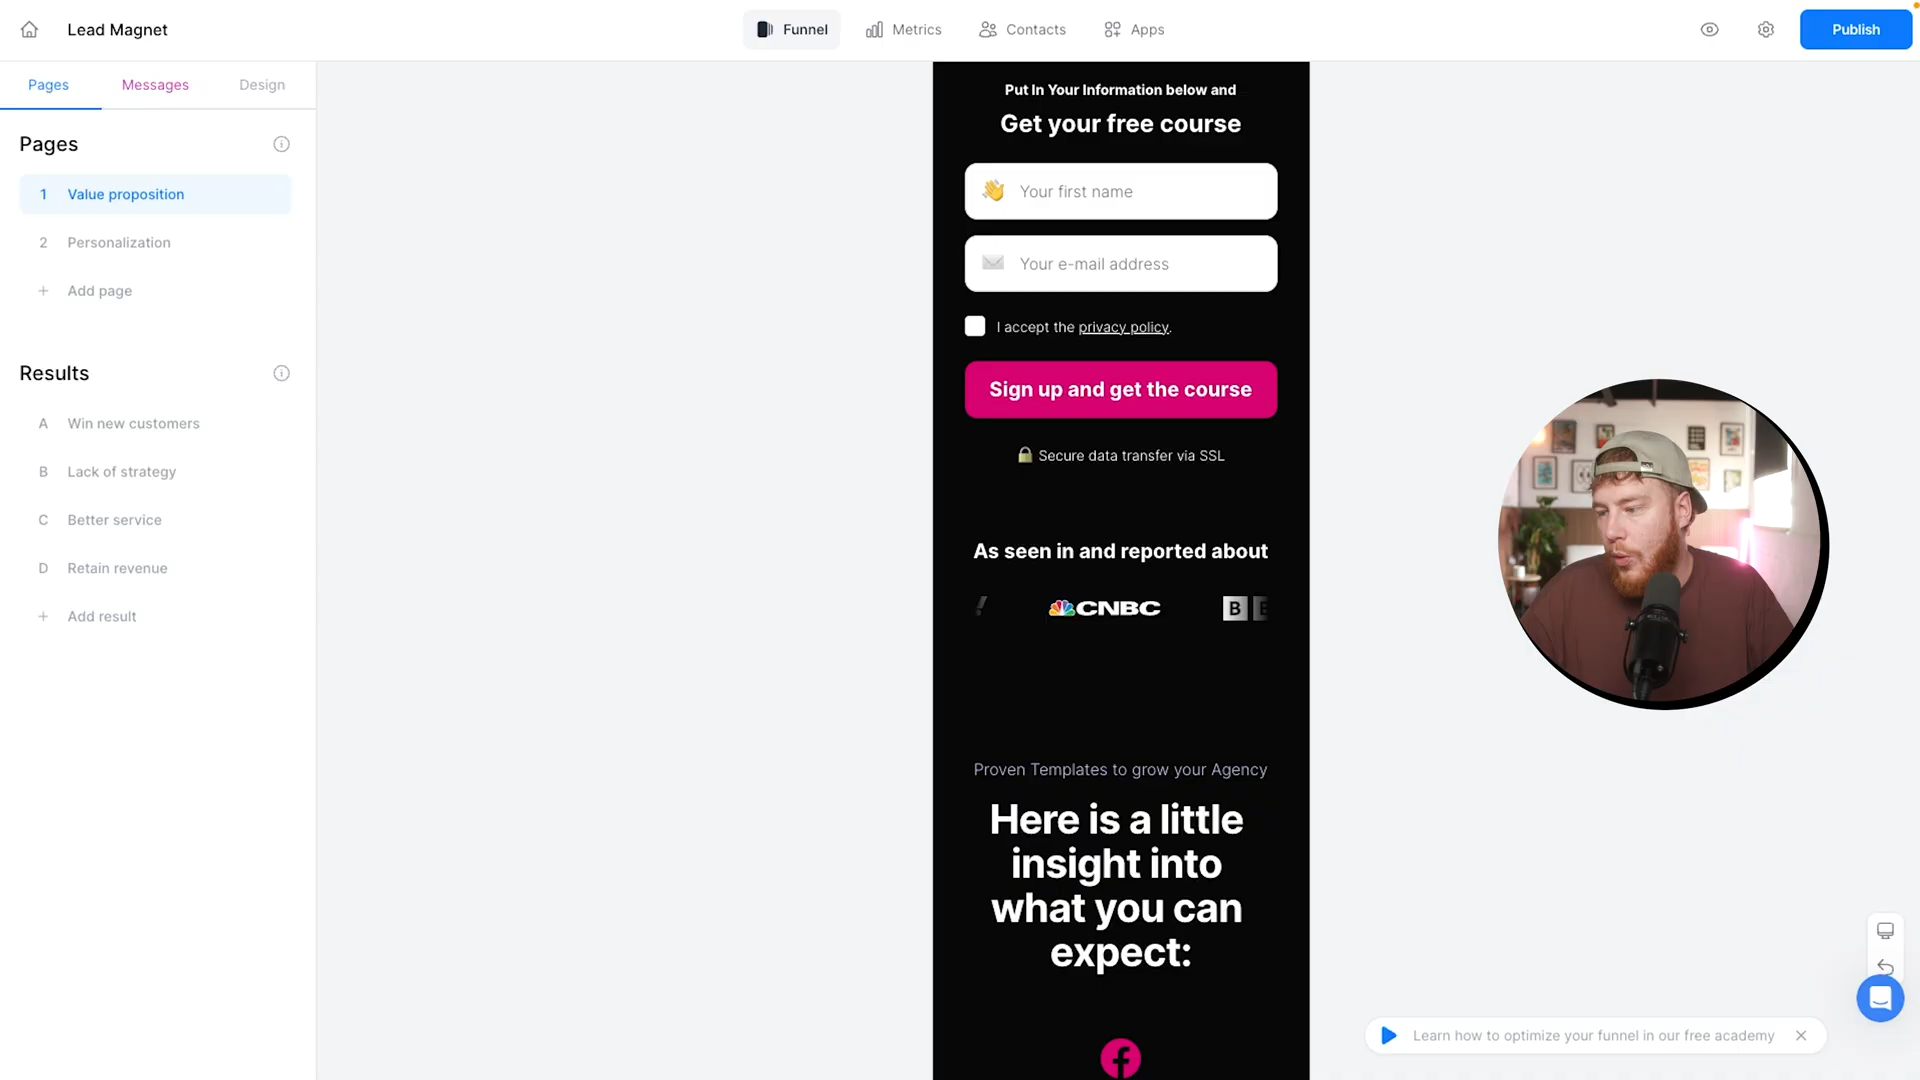 Lead Magnet
Funnel
Metrics
Contacts
Apps
Publish
Pages
Messages
Design
Pages
1 Value proposition
2 Personalization
+ Add page
Results
A Win new customers
B Lack of strategy
C Better service
D Retain revenue
+ Add result
Put In Your Information below and
Get your free course
Your first name
Your e-mail address
I accept the privacy policy.
Sign up and get the course
Secure data transfer via SSL
As seen in and reported about
CNBC
B B
Proven Templates to grow your Agency
Here is a little
insight into
what you can
expect:
Learn how to optimize your funnel in our free academy